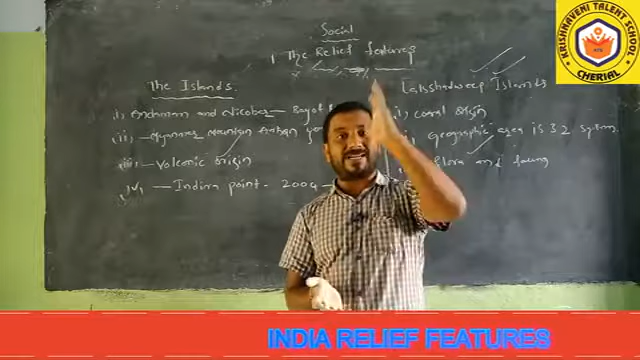 Social
1 The Relief features
The Islands.
i) Andaman and Nicobar - Bay of
ii) -
iii) - Volcanic Origin
iv) - Indira point - 2004 -
Lakshadweep Islands
i) coral Origin
geographic area is 32 sq.km.
Flora and fauna
KRISHNAVENI TALENT SCHOOL
KTS
CHERIAL
INDIA RELIEF FEATURES